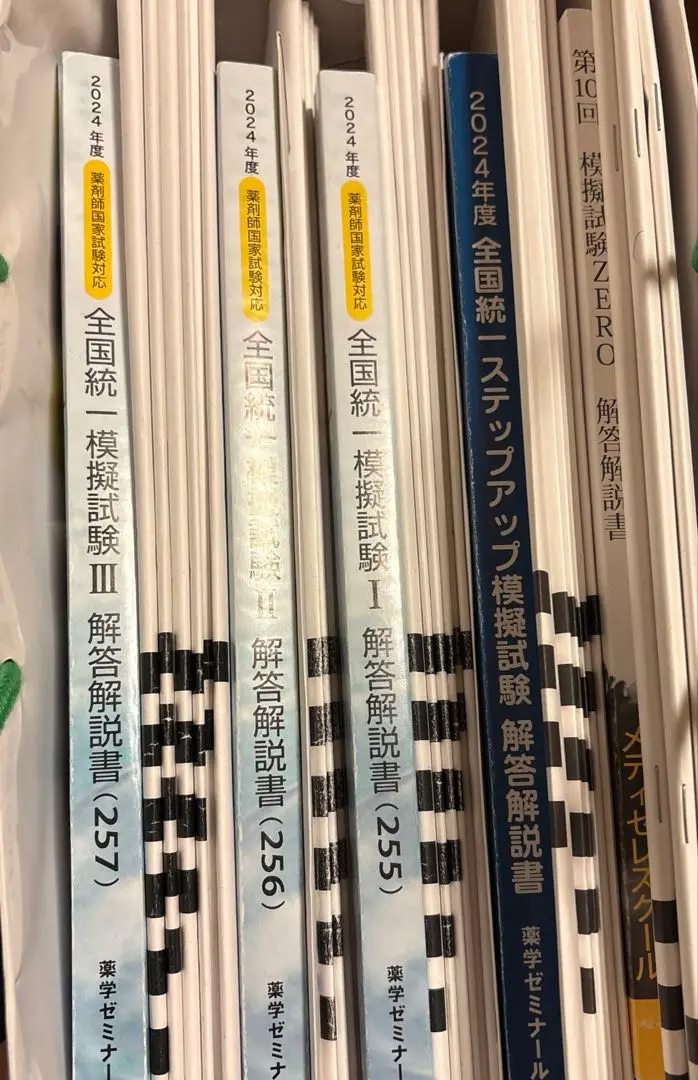 2024年度 薬剤師国家試験対応 全国統一模擬試験Ⅲ 解答解説書(257) 薬学ゼミナー
2024年度 薬剤師国家試験対応 全国統一模擬試験Ⅱ 解答解説書(256) 薬学ゼミナ
2024年度 薬剤師国家試験対応 全国統一模擬試験Ⅰ 解答解説書(255) 薬学ゼミナー
2024年度 全国統一ステップアップ模擬試験 解答解説書 薬学ゼミナール
第10回 模擬試験ZERO 解答解説書
メディセレスクール